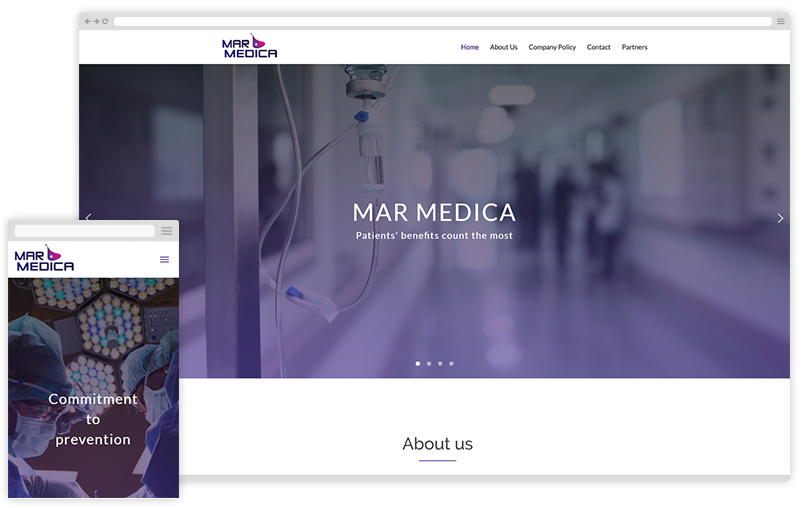 MAR
MEDICA
Home About Us Company Policy Contact Partners
MAR MEDICA
Patients' benefits count the most
About us
MAR
MEDICA
Commitment
to
prevention